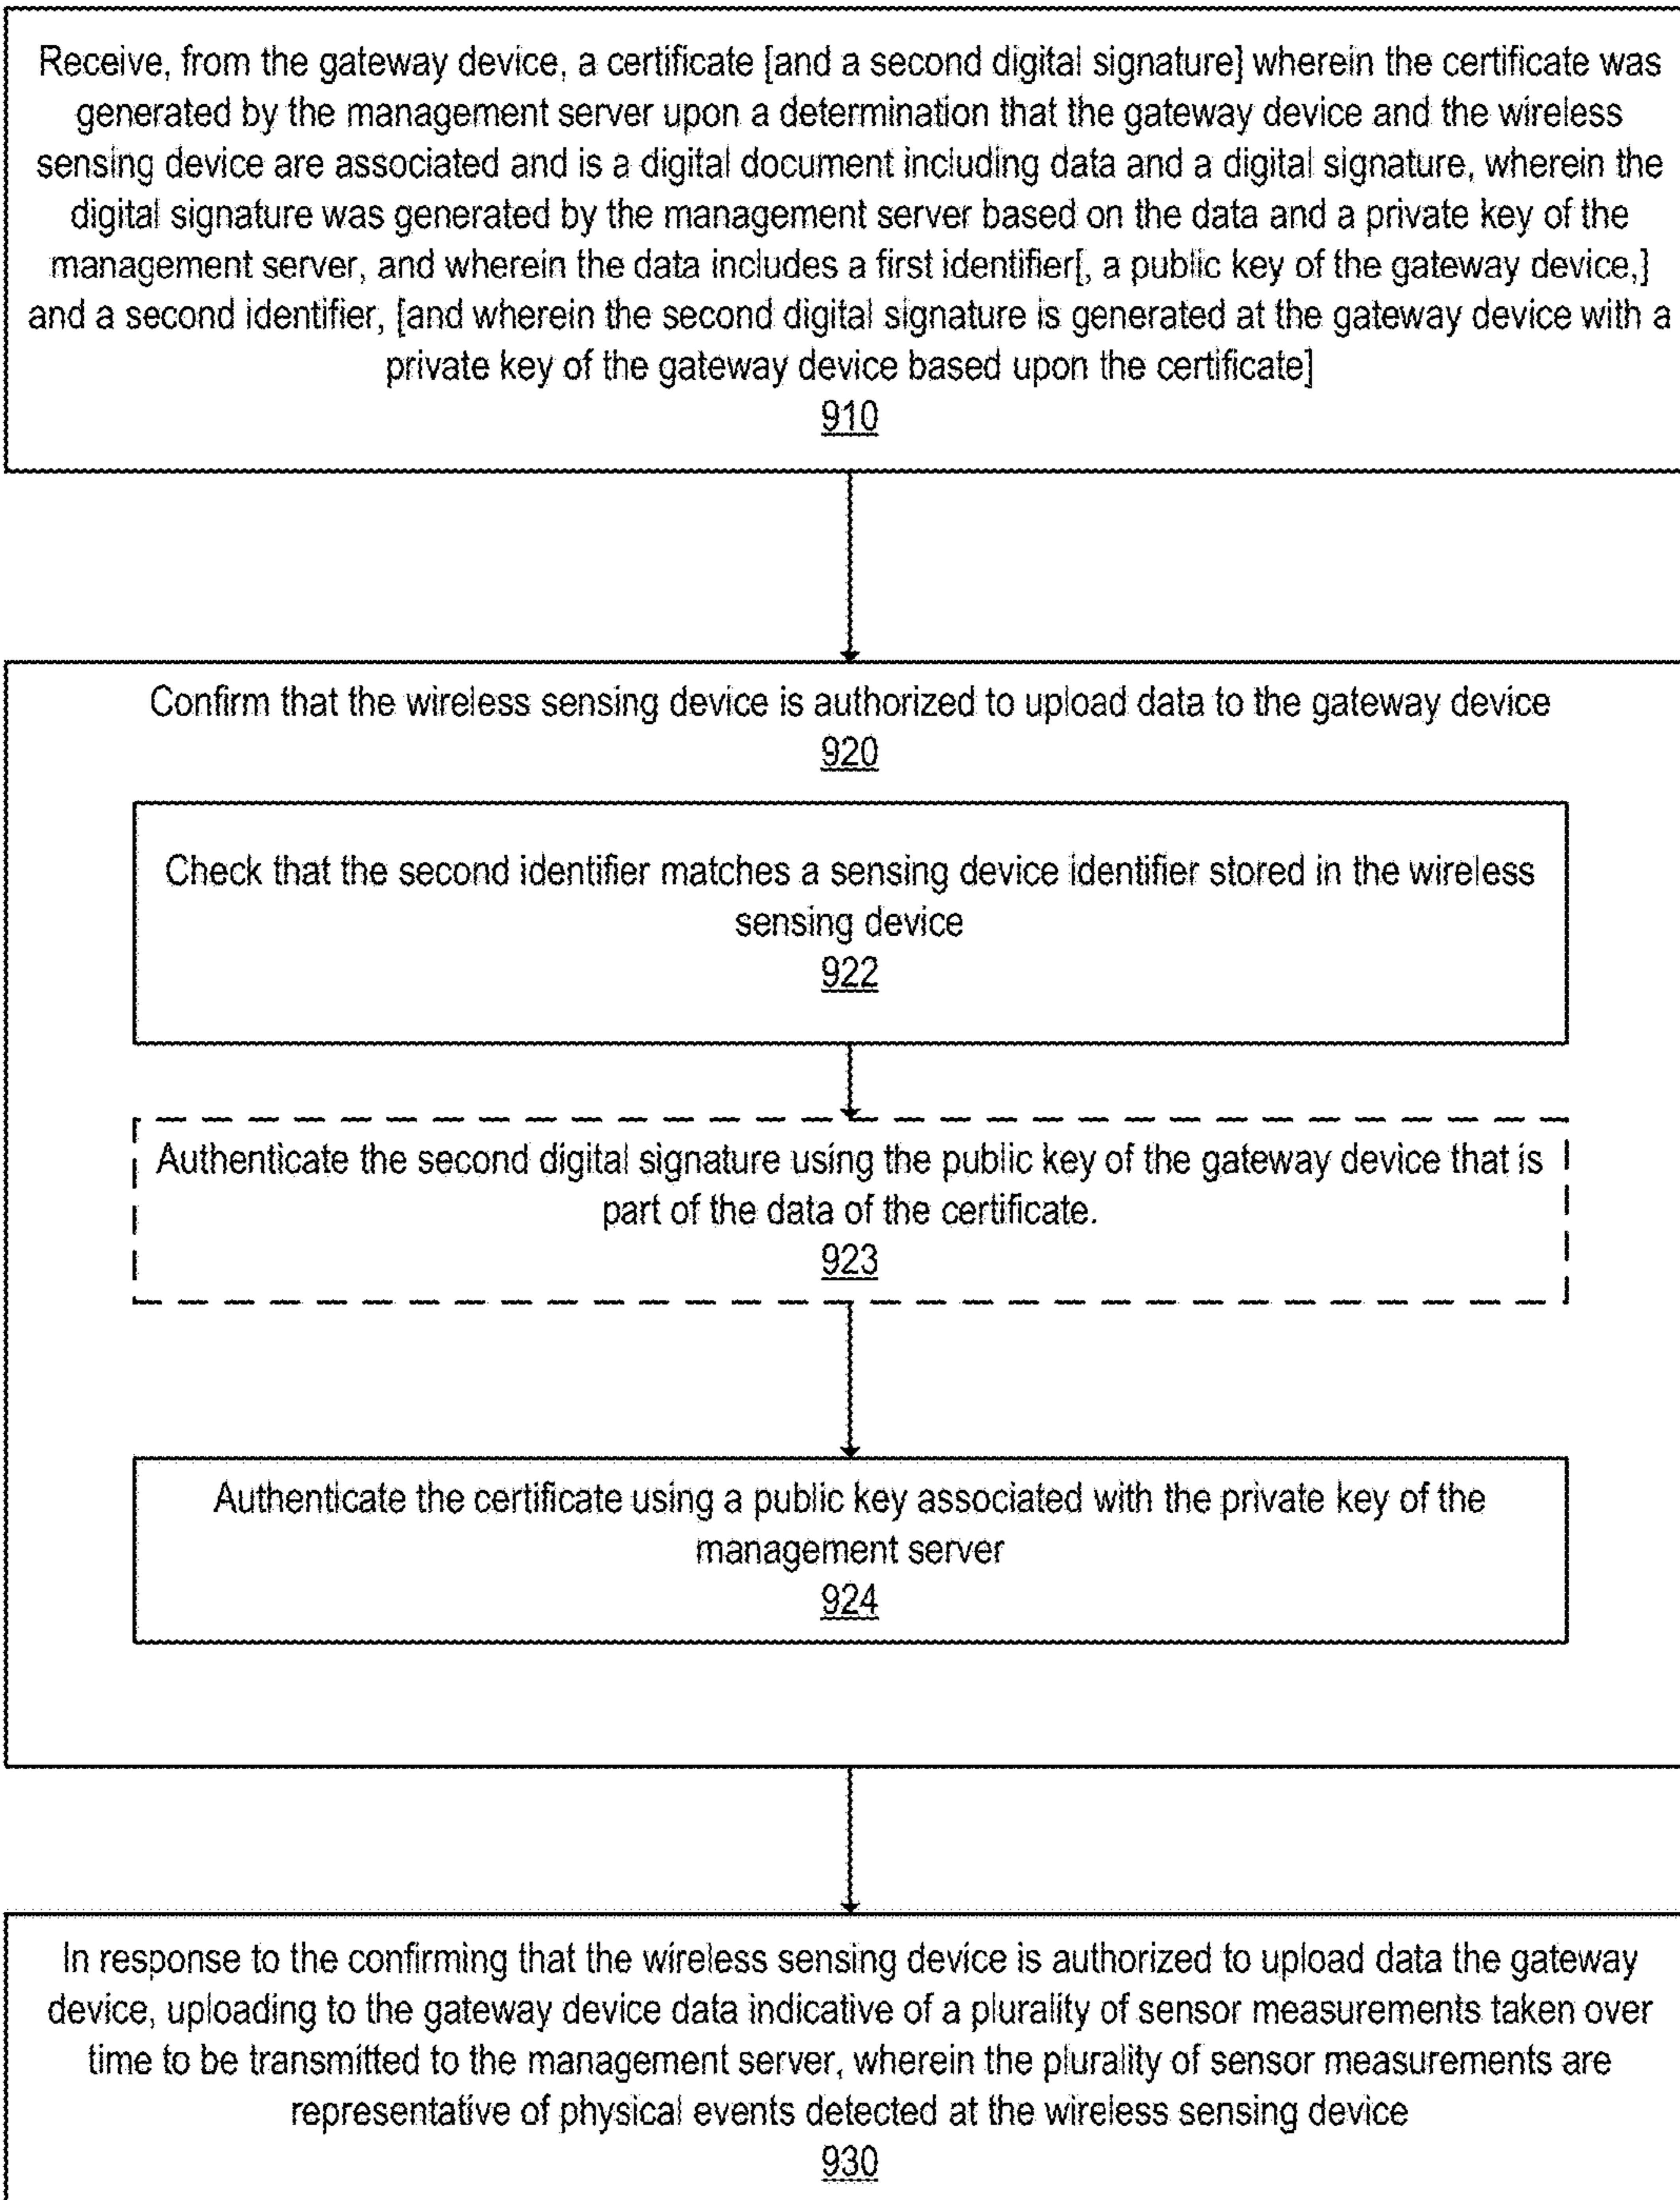 Receive, from the gateway device, a certificate [and a second digital signature] wherein the certificate was
generated by the management server upon a determination that the gateway device and the wireless
sensing device are associated and is a digital document including data and a digital signature, wherein the
digital signature was generated by the management server based on the data and a private key of the
management server, and wherein the data includes a first identifier[, a public key of the gateway device,]
and a second identifier, [and wherein the second digital signature is generated at the gateway device with a
private key of the gateway device based upon the certificate]
910
Confirm that the wireless sensing device is authorized to upload data to the gateway device
920
Check that the second identifier matches a sensing device identifier stored in the wireless
sensing device
922
Authenticate the second digital signature using the public key of the gateway device that is
part of the data of the certificate.
923
Authenticate the certificate using a public key associated with the private key of the
management server
924
In response to the confirming that the wireless sensing device is authorized to upload data the gateway
device, uploading to the gateway device data indicative of a plurality of sensor measurements taken over
time to be transmitted to the management server, wherein the plurality of sensor measurements are
representative of physical events detected at the wireless sensing device
930